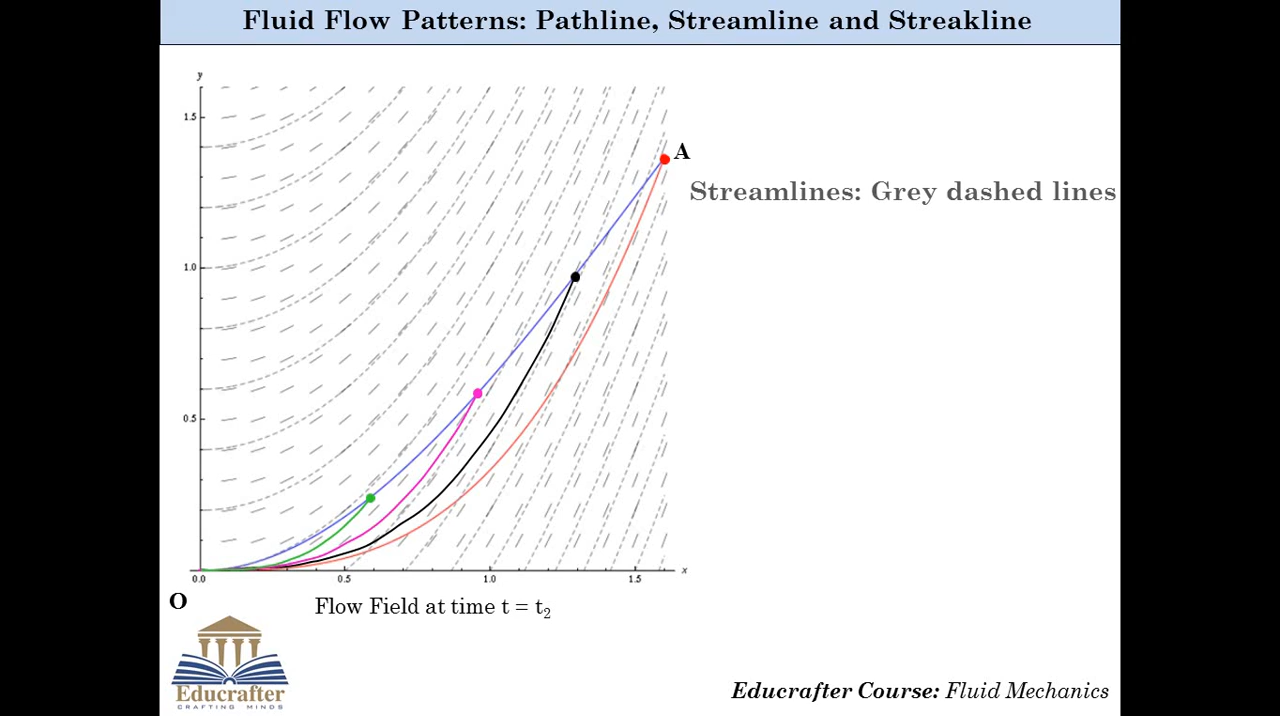 Fluid Flow Patterns: Pathline, Streamline and Streakline
y
1.5
A
Streamlines: Grey dashed lines
1.0
0.5
0.0 0.5 1.0 1.5 x
O
Flow Field at time t = t₂
Educrafter
CRAFTING MINDS
Educrafter Course: Fluid Mechanics